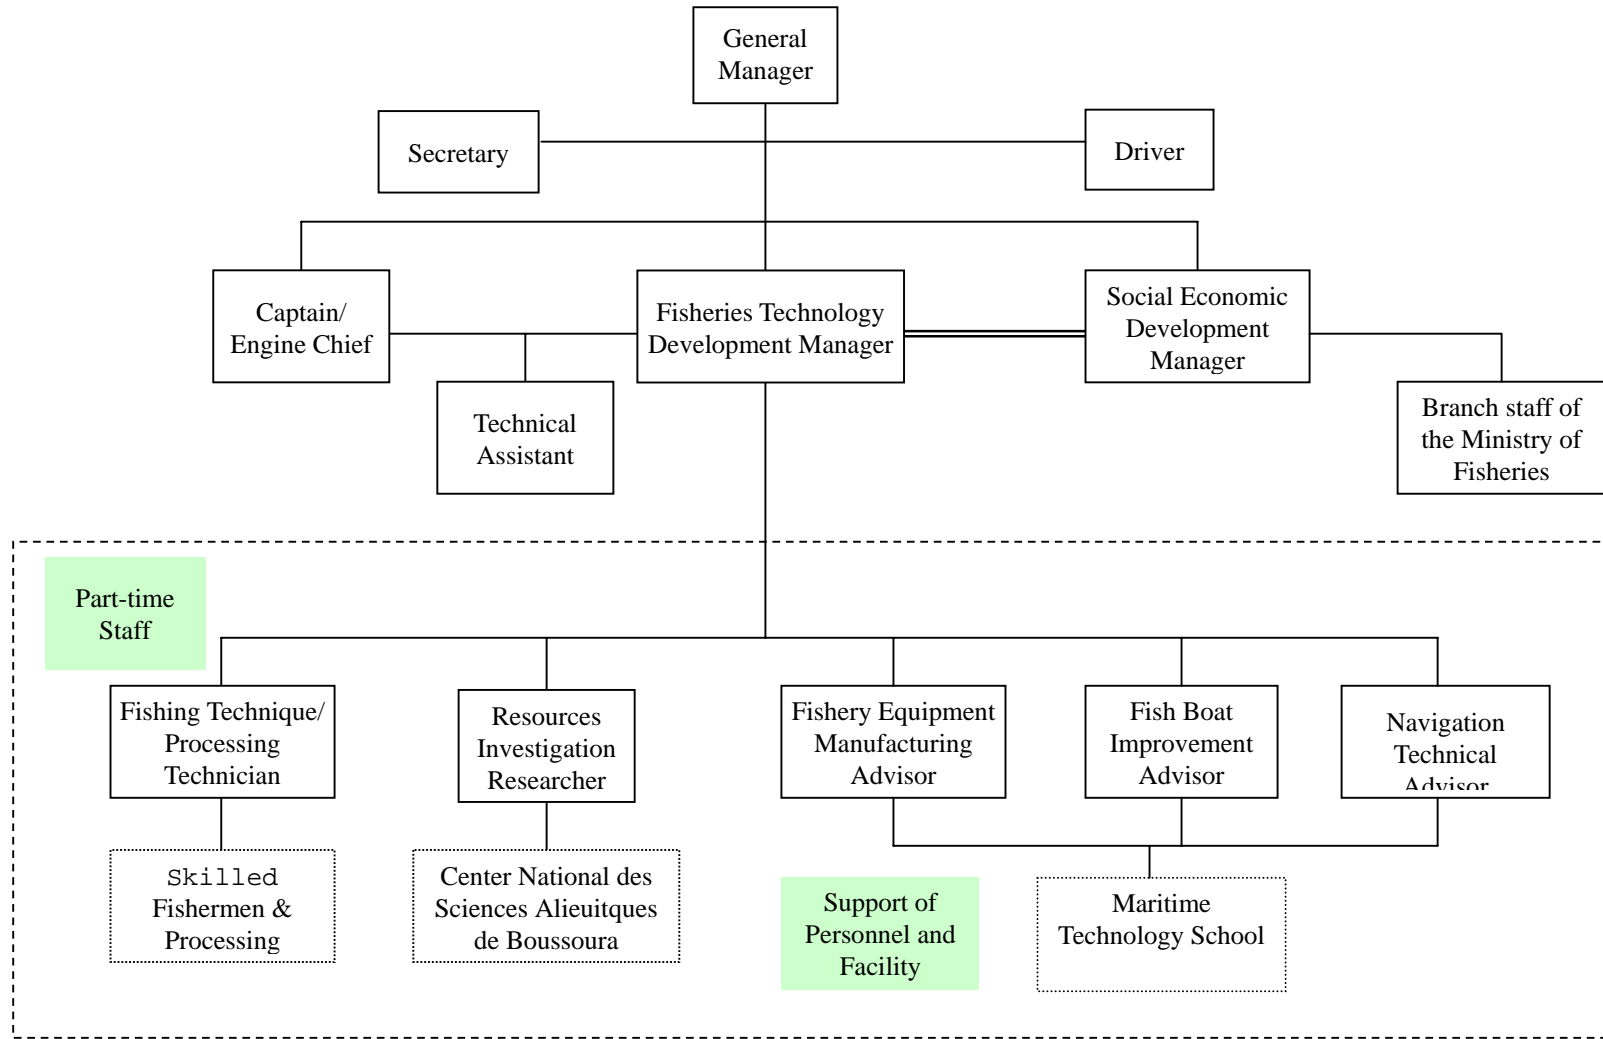 General
Manager
Secretary
Driver
Captain/
Engine Chief
Fisheries Technology
Development Manager
Social Economic
Development
Manager
Technical
Assistant
Branch staff of
the Ministry of
Fisheries
Part-time
Staff
Fishing Technique/
Processing
Technician
Resources
Investigation
Researcher
Fishery Equipment
Manufacturing
Advisor
Fish Boat
Improvement
Advisor
Navigation
Technical
Advisor
Skilled
Fishermen &
Processing
Center National des
Sciences Alieuitques
de Boussoura
Support of
Personnel and
Facility
Maritime
Technology School